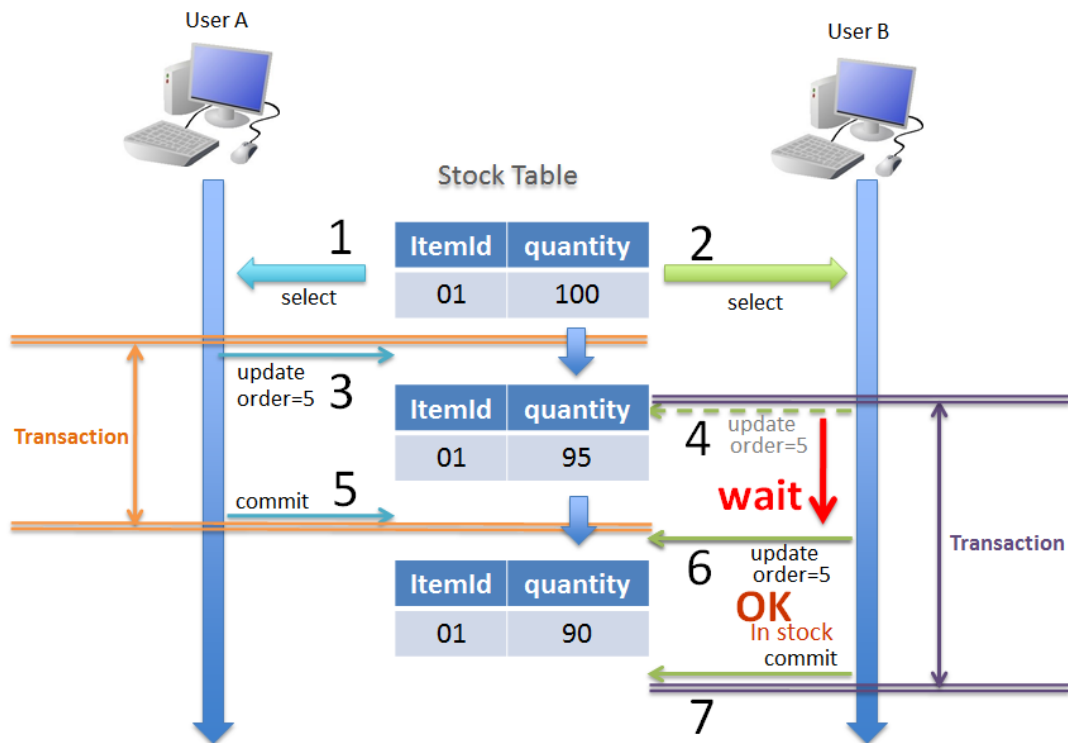 User A
User B
Stock Table
1
ItemId quantity
01 100
select
2
select
update
order=5
3
Transaction
ItemId quantity
01 95
4
update
order=5
wait
commit
5
Transaction
6
update
order=5
OK
In stock
ItemId quantity
01 90
commit
7